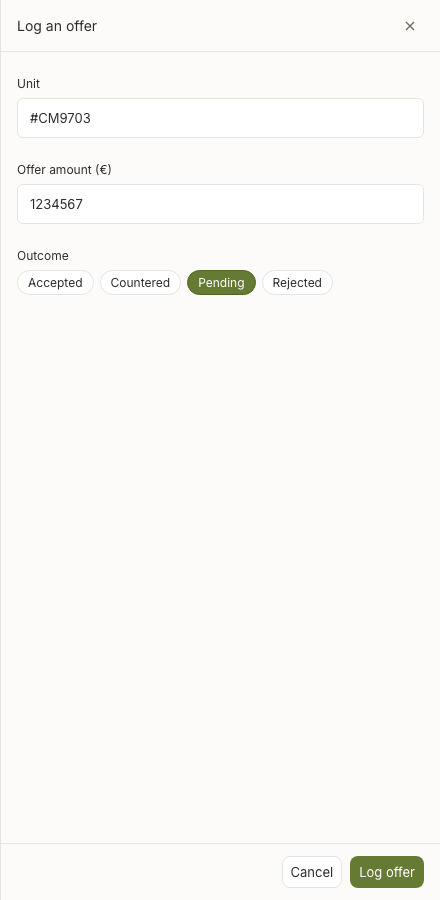 Log an offer
Unit
#CM9703
Offer amount (€)
1234567
Outcome
Accepted Countered Pending Rejected
Cancel Log offer